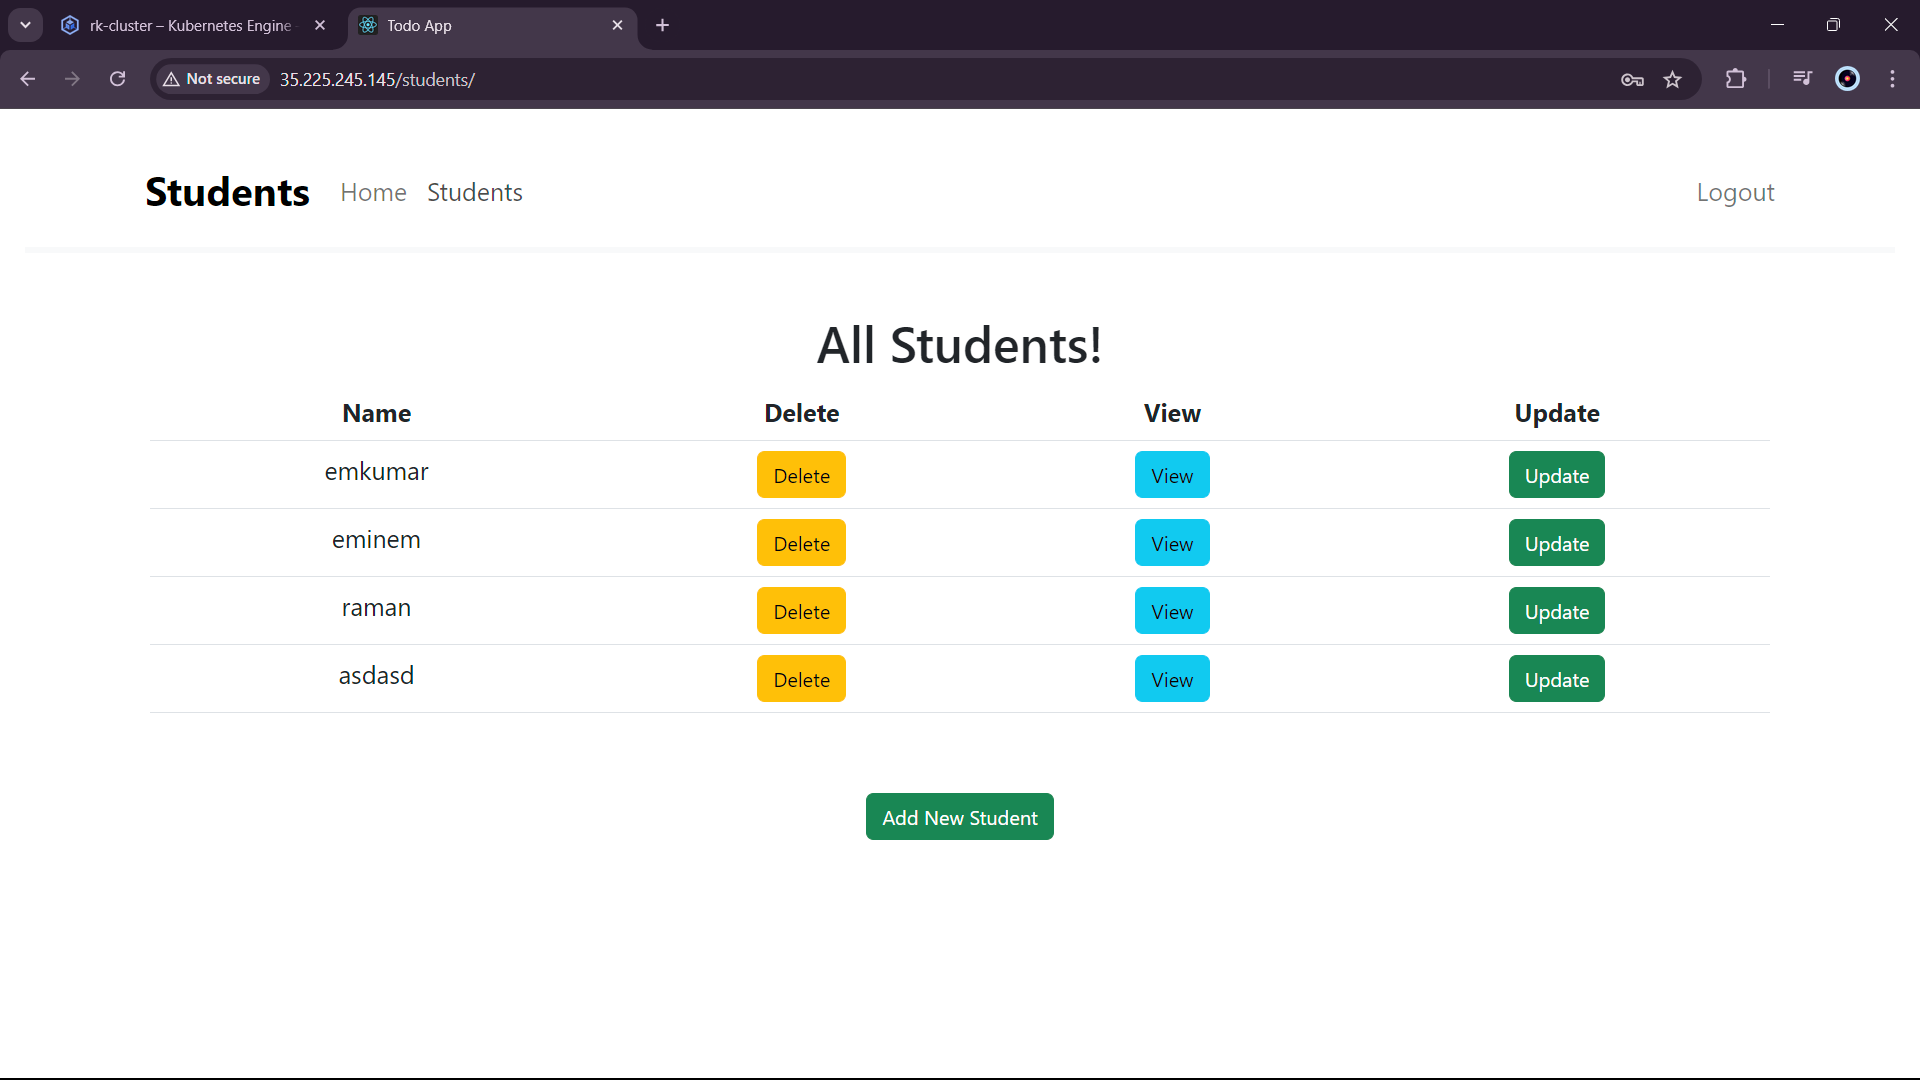 rk-cluster – Kubernetes Engine
Todo App
Not secure
35.225.245.145/students/
Students Home Students Logout
All Students!
Name Delete View Update
emkumar Delete View Update
eminem Delete View Update
raman Delete View Update
asdasd Delete View Update
Add New Student